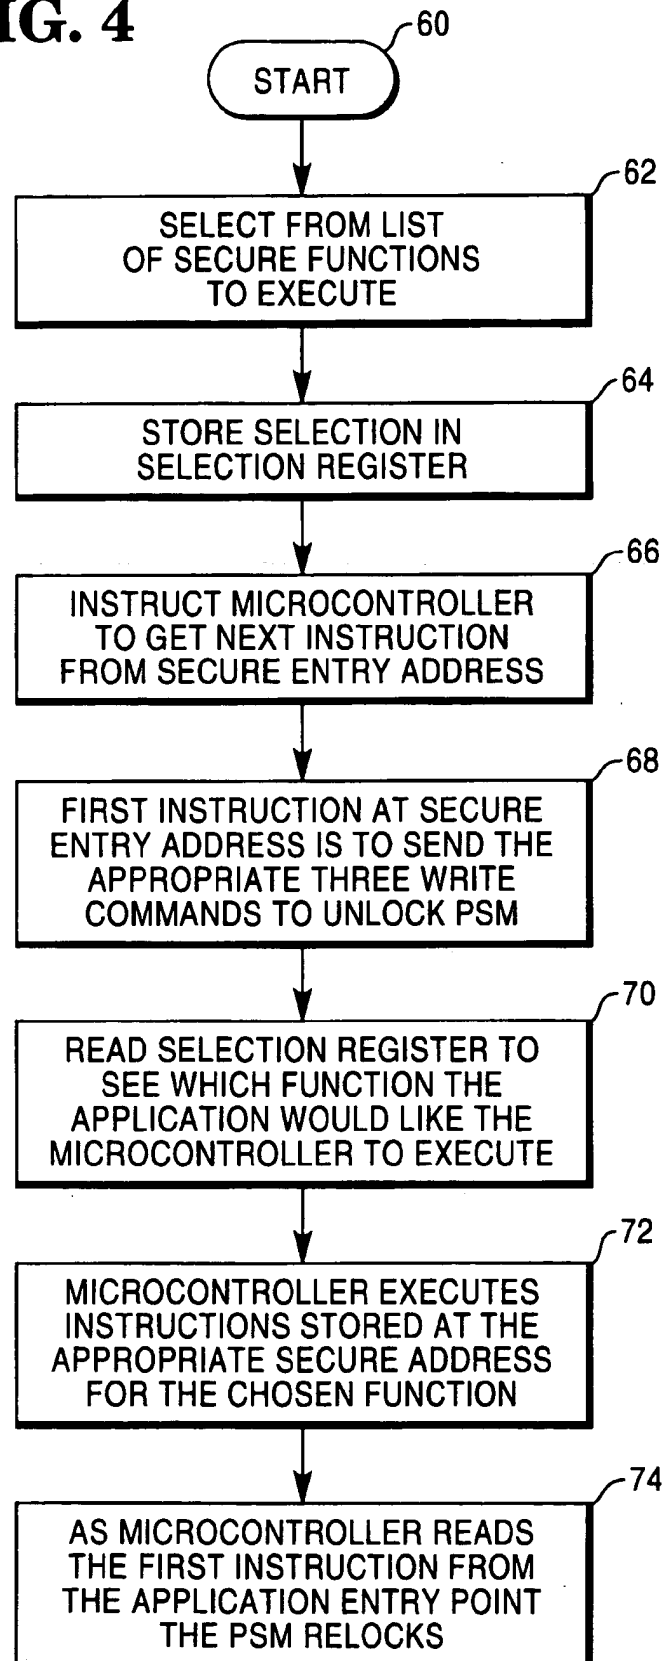 IG. 4
60
START
62
SELECT FROM LIST
OF SECURE FUNCTIONS
TO EXECUTE
64
STORE SELECTION IN
SELECTION REGISTER
66
INSTRUCT MICROCONTROLLER
TO GET NEXT INSTRUCTION
FROM SECURE ENTRY ADDRESS
68
FIRST INSTRUCTION AT SECURE
ENTRY ADDRESS IS TO SEND THE
APPROPRIATE THREE WRITE
COMMANDS TO UNLOCK PSM
70
READ SELECTION REGISTER TO
SEE WHICH FUNCTION THE
APPLICATION WOULD LIKE THE
MICROCONTROLLER TO EXECUTE
72
MICROCONTROLLER EXECUTES
INSTRUCTIONS STORED AT THE
APPROPRIATE SECURE ADDRESS
FOR THE CHOSEN FUNCTION
74
AS MICROCONTROLLER READS
THE FIRST INSTRUCTION FROM
THE APPLICATION ENTRY POINT
THE PSM RELOCKS